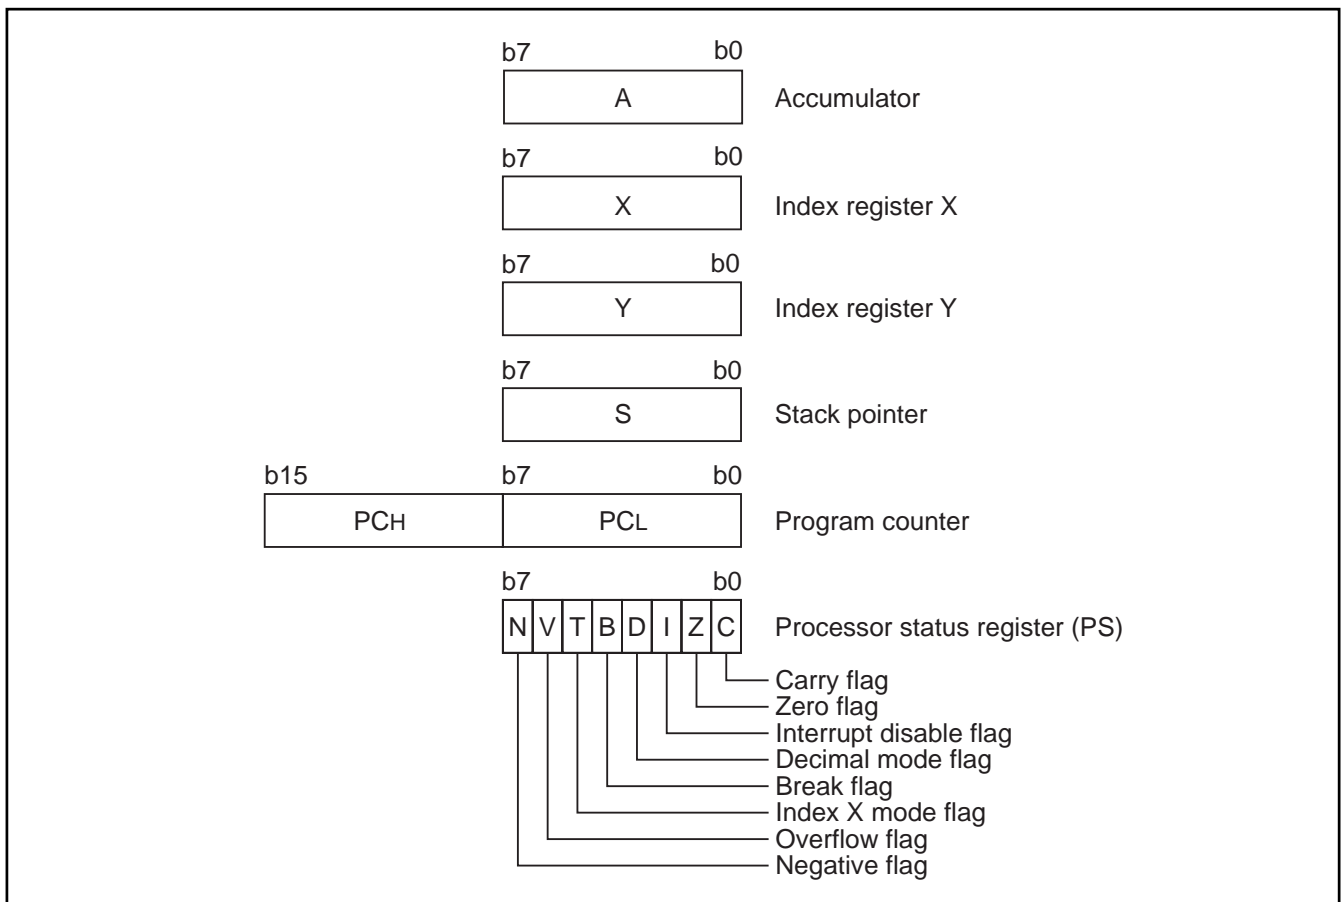 b7 b0
A Accumulator
b7 b0
X Index register X
b7 b0
Y Index register Y
b7 b0
S Stack pointer
b15 b7 b0
PCH PCL Program counter
b7 b0
N V T B D I Z C Processor status register (PS)
Carry flag
Zero flag
Interrupt disable flag
Decimal mode flag
Break flag
Index X mode flag
Overflow flag
Negative flag